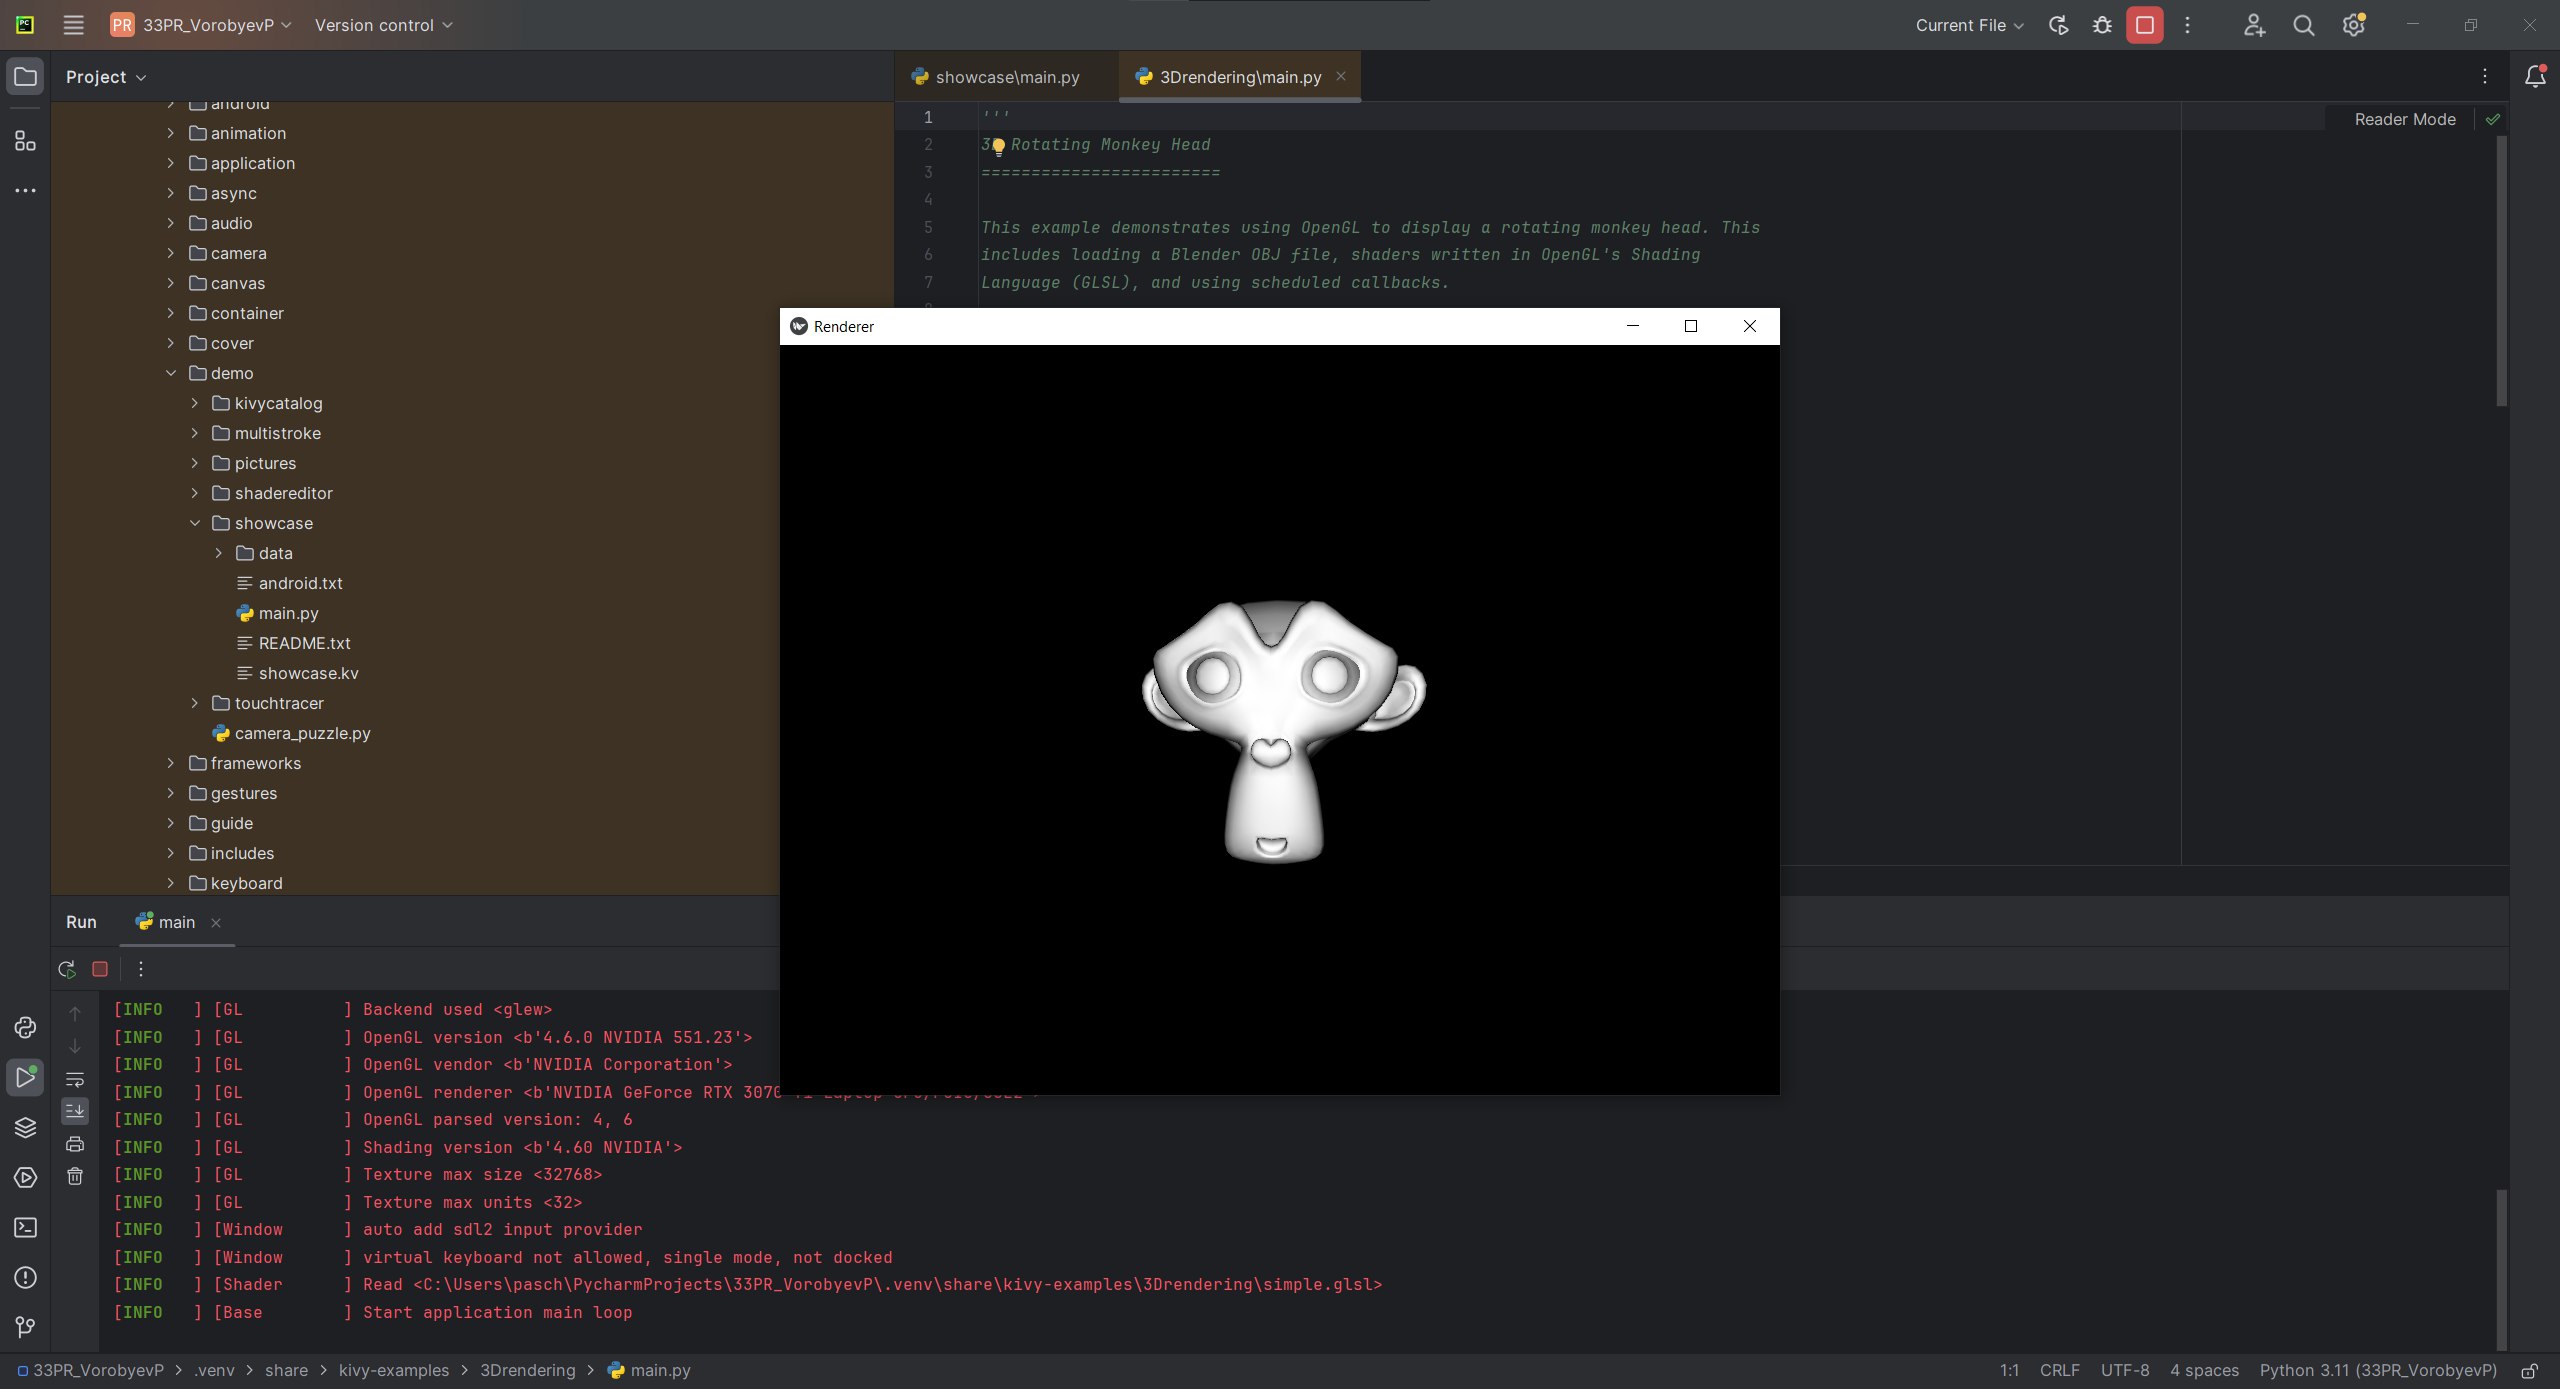 PR 33PR_VorobyevP Version control Current File
Project
showcase\main.py 3Drendering\main.py
android
animation
application
async
audio
camera
canvas
container
cover
demo
kivycatalog
multistroke
pictures
shadereditor
showcase
data
android.txt
main.py
README.txt
showcase.kv
touchtracer
camera_puzzle.py
frameworks
gestures
guide
includes
keyboard
1 '''
Reader Mode
2 3D Rotating Monkey Head
3 ========================
4
5 This example demonstrates using OpenGL to display a rotating monkey head. This
6 includes loading a Blender OBJ file, shaders written in OpenGL's Shading
7 Language (GLSL), and using scheduled callbacks.
Renderer
Run main
[INFO   ] [GL          ] Backend used <glew>
[INFO   ] [GL          ] OpenGL version <b'4.6.0 NVIDIA 551.23'>
[INFO   ] [GL          ] OpenGL vendor <b'NVIDIA Corporation'>
[INFO   ] [GL          ] OpenGL renderer <b'NVIDIA GeForce RTX 3070
[INFO   ] [GL          ] OpenGL parsed version: 4, 6
[INFO   ] [GL          ] Shading version <b'4.60 NVIDIA'>
[INFO   ] [GL          ] Texture max size <32768>
[INFO   ] [GL          ] Texture max units <32>
[INFO   ] [Window      ] auto add sdl2 input provider
[INFO   ] [Window      ] virtual keyboard not allowed, single mode, not docked
[INFO   ] [Shader      ] Read <C:\Users\pasch\PycharmProjects\33PR_VorobyevP\.venv\share\kivy-examples\3Drendering\simple.glsl>
[INFO   ] [Base        ] Start application main loop
33PR_VorobyevP > .venv > share > kivy-examples > 3Drendering > main.py 1:1 CRLF UTF-8 4 spaces Python 3.11 (33PR_VorobyevP)